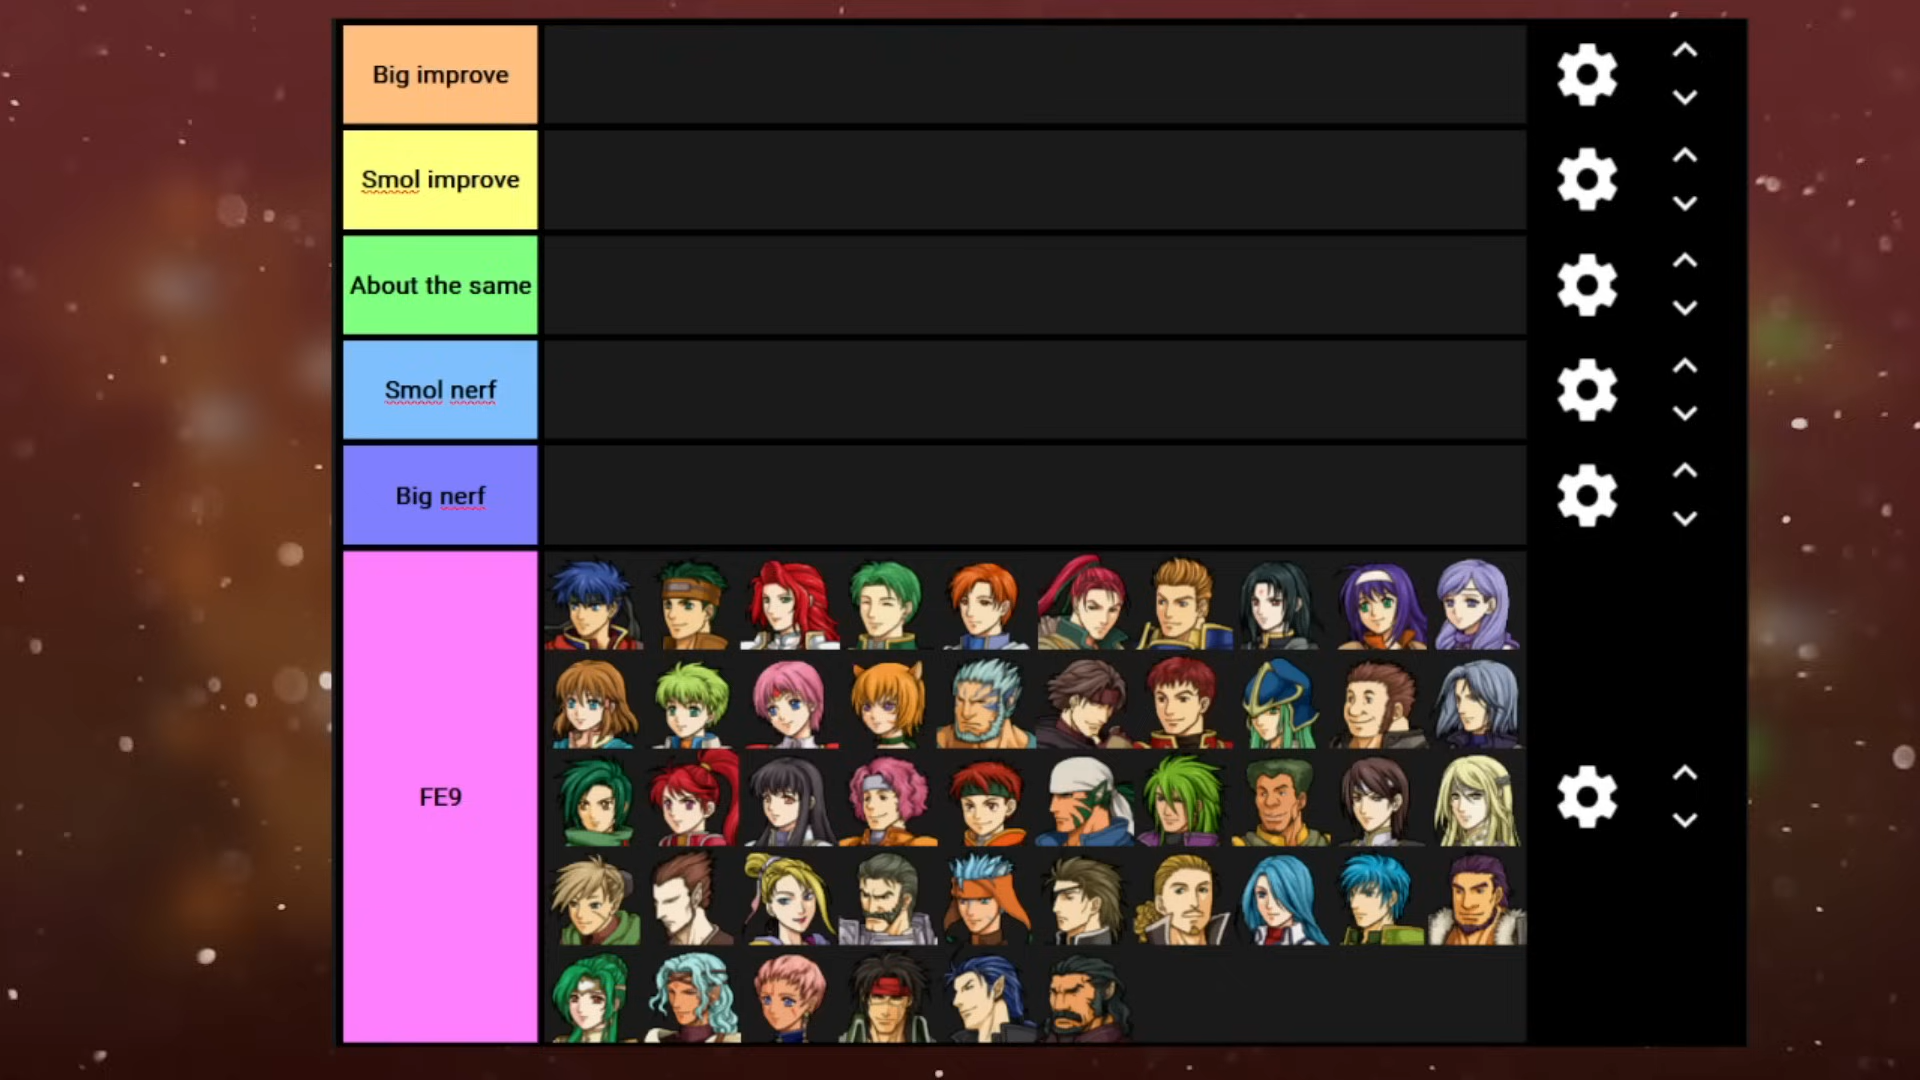 Big improve
Smol improve
About the same
Smol nerf
Big nerf
FE9